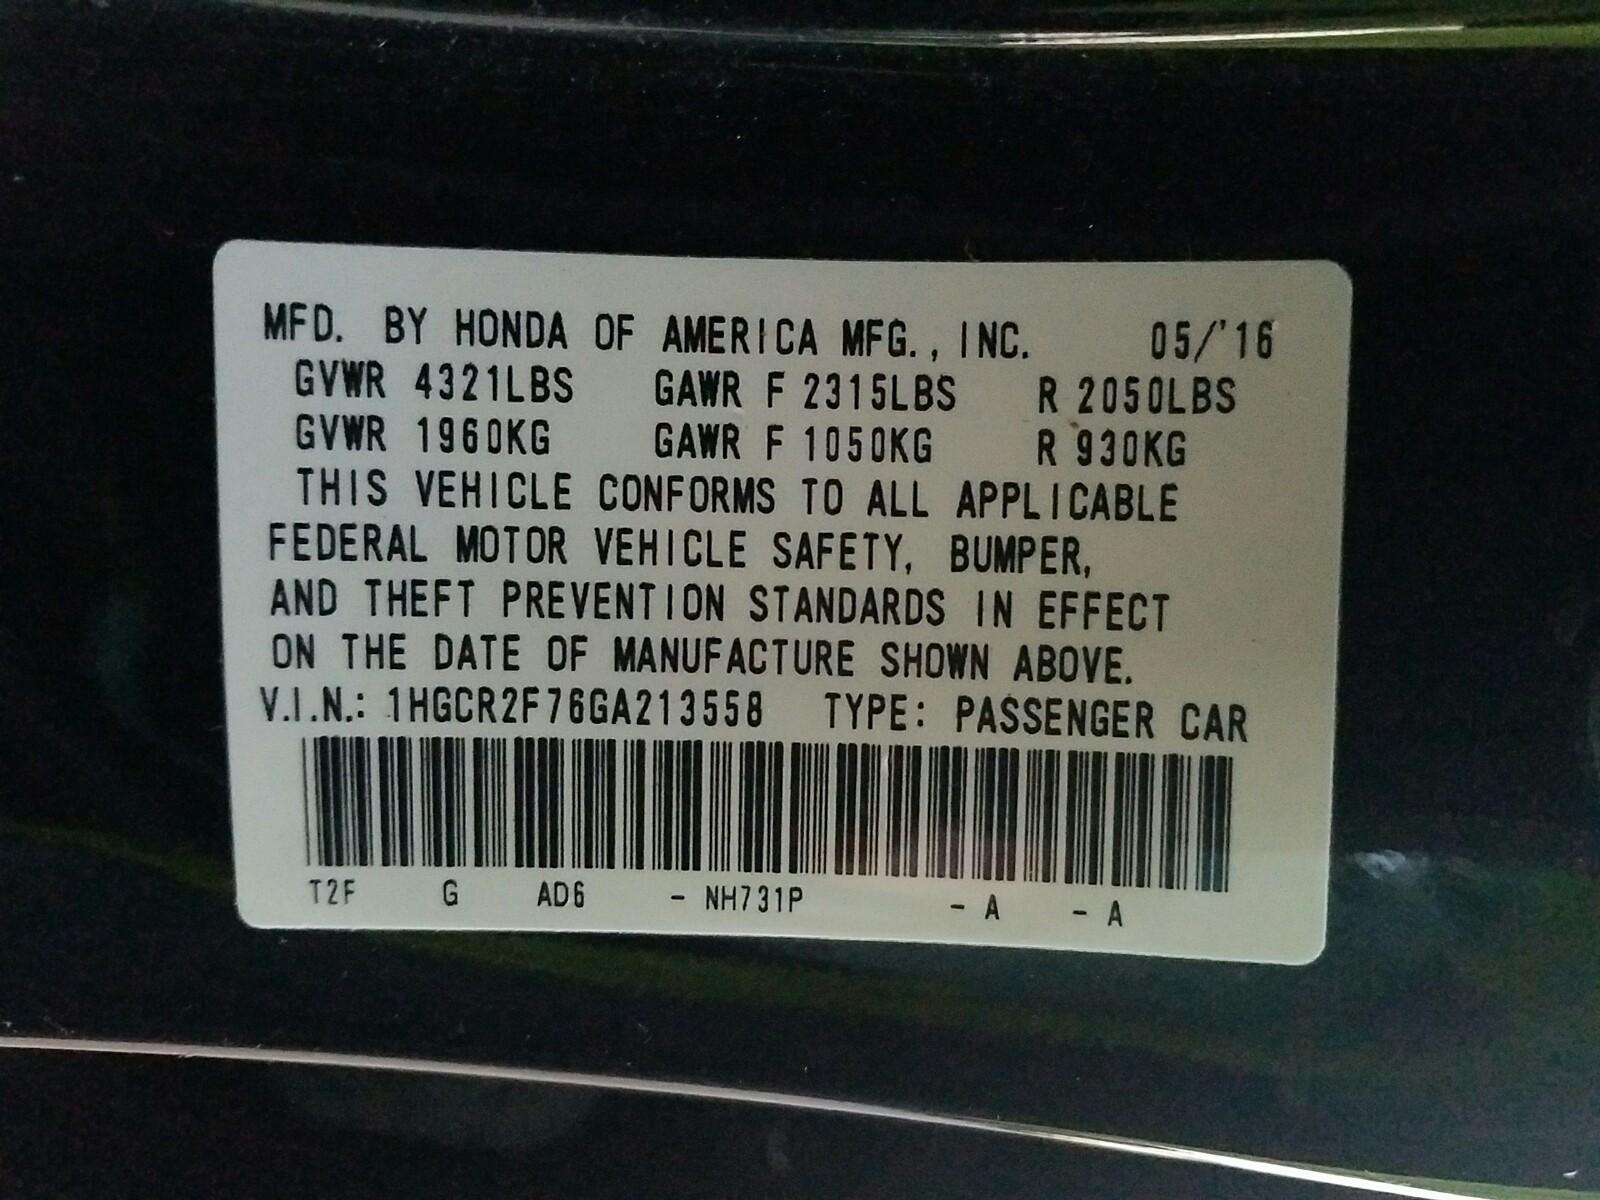 MFD. BY HONDA OF AMERICA MFG., INC. 05/'16
GVWR 4321LBS GAWR F 2315LBS R 2050LBS
GVWR 1960KG GAWR F 1050KG R 930KG
THIS VEHICLE CONFORMS TO ALL APPLICABLE
FEDERAL MOTOR VEHICLE SAFETY, BUMPER,
AND THEFT PREVENTION STANDARDS IN EFFECT
ON THE DATE OF MANUFACTURE SHOWN ABOVE.
V.I.N.: 1HGCR2F76GA213558 TYPE: PASSENGER CAR
T2F G AD6 - NH731P - A - A